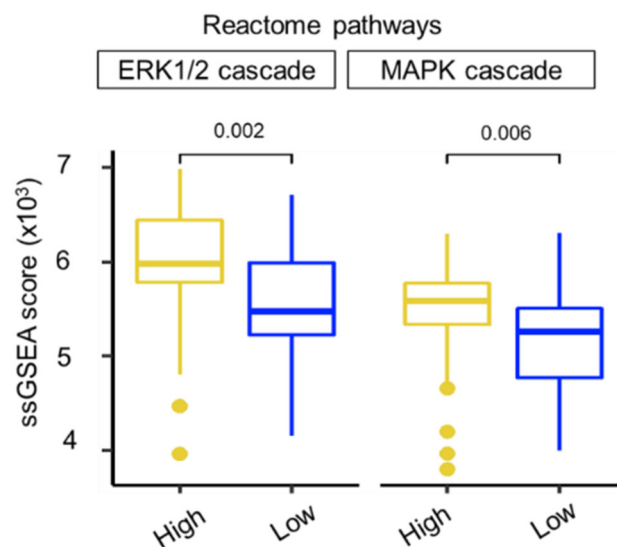 Reactome pathways
ERK1/2 cascade
MAPK cascade
0.002
0.006
ssGSEA score (x10³)
7
6
5
4
High
Low
High
Low